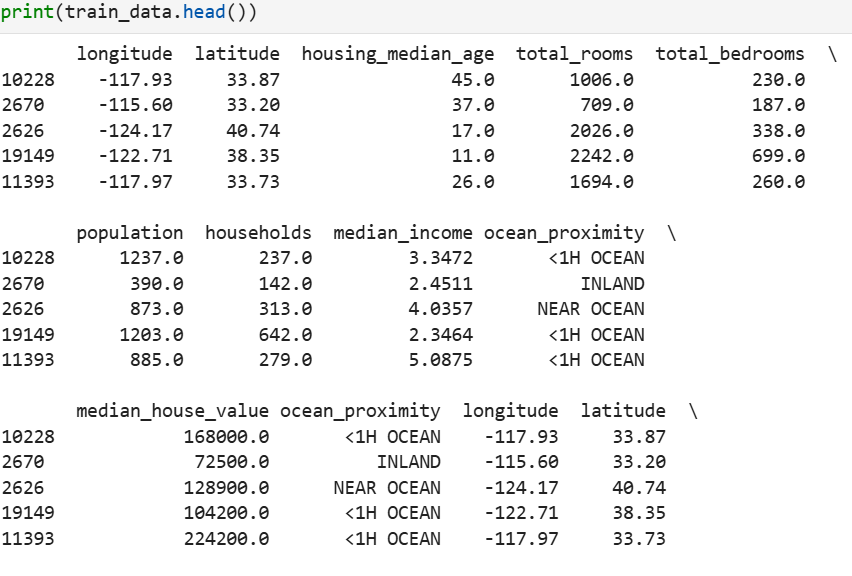 print(train_data.head())
longitude latitude housing_median_age total_rooms total_bedrooms \
10228 -117.93 33.87 45.0 1006.0 230.0
2670 -115.60 33.20 37.0 709.0 187.0
2626 -124.17 40.74 17.0 2026.0 338.0
19149 -122.71 38.35 11.0 2242.0 699.0
11393 -117.97 33.73 26.0 1694.0 260.0
population households median_income ocean_proximity \
10228 1237.0 237.0 3.3472 <1H OCEAN
2670 390.0 142.0 2.4511 INLAND
2626 873.0 313.0 4.0357 NEAR OCEAN
19149 1203.0 642.0 2.3464 <1H OCEAN
11393 885.0 279.0 5.0875 <1H OCEAN
median_house_value ocean_proximity longitude latitude \
10228 168000.0 <1H OCEAN -117.93 33.87
2670 72500.0 INLAND -115.60 33.20
2626 128900.0 NEAR OCEAN -124.17 40.74
19149 104200.0 <1H OCEAN -122.71 38.35
11393 224200.0 <1H OCEAN -117.97 33.73